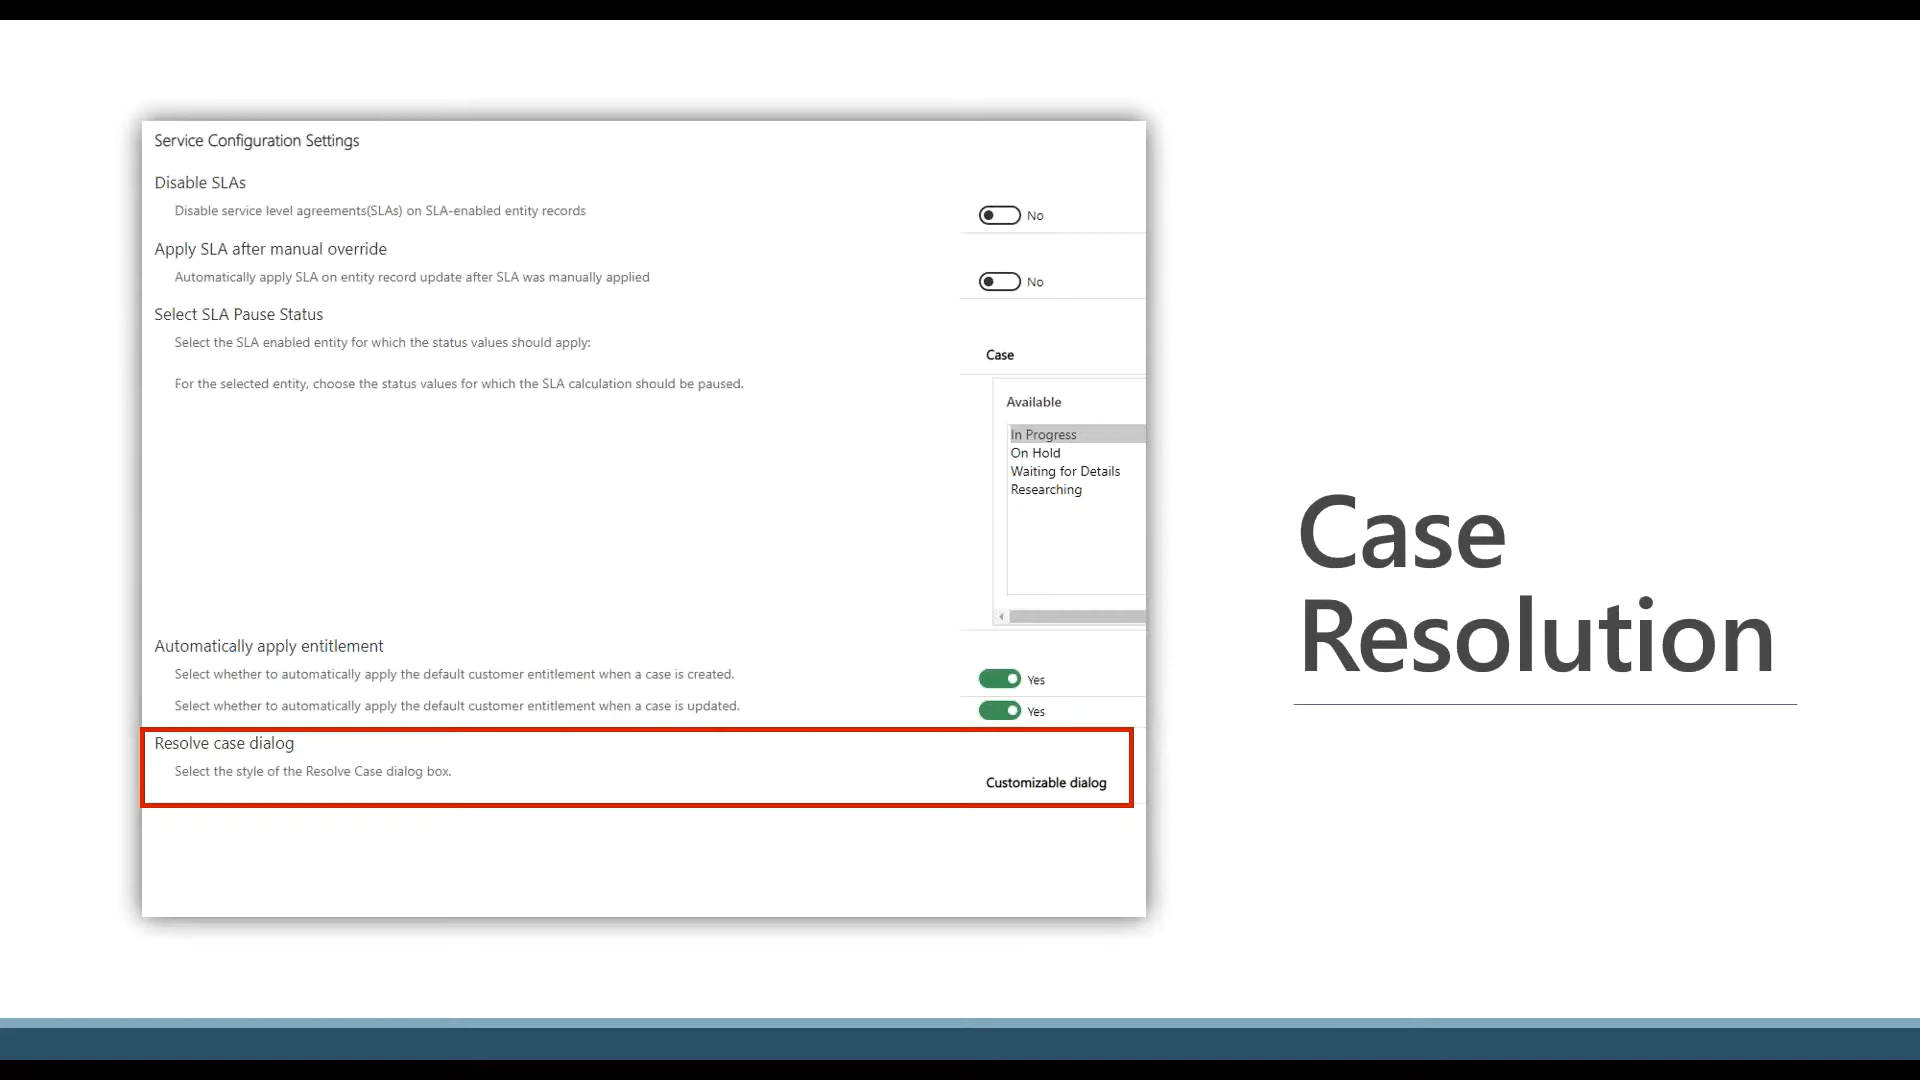 Service Configuration Settings
Disable SLAs
Disable service level agreements(SLAs) on SLA-enabled entity records
No
Apply SLA after manual override
Automatically apply SLA on entity record update after SLA was manually applied
No
Select SLA Pause Status
Select the SLA enabled entity for which the status values should apply:
Case
For the selected entity, choose the status values for which the SLA calculation should be paused.
Available
In Progress
On Hold
Waiting for Details
Researching
Automatically apply entitlement
Select whether to automatically apply the default customer entitlement when a case is created.
Yes
Select whether to automatically apply the default customer entitlement when a case is updated.
Yes
Resolve case dialog
Select the style of the Resolve Case dialog box.
Customizable dialog
Case
Resolution